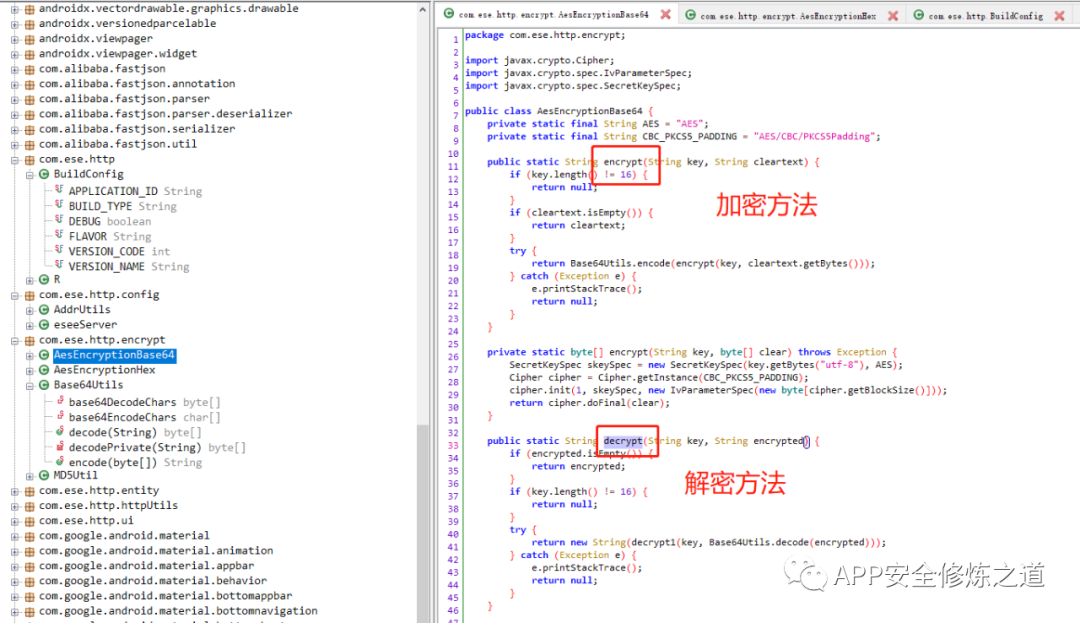 androidx.vectordrawable.graphics.drawable
androidx.versionedparcelable
androidx.viewpager
androidx.viewpager.widget
com.alibaba.fastjson
com.alibaba.fastjson.annotation
com.alibaba.fastjson.parser
com.alibaba.fastjson.parser.deserializer
com.alibaba.fastjson.serializer
com.alibaba.fastjson.util
com.ese.http
BuildConfig
APPLICATION_ID String
BUILD_TYPE String
DEBUG boolean
FLAVOR String
VERSION_CODE int
VERSION_NAME String
R
com.ese.http.config
AddrUtils
eseeServer
com.ese.http.encrypt
AesEncryptionBase64
AesEncryptionHex
Base64Utils
base64DecodeChars byte[]
base64EncodeChars char[]
decode(String) byte[]
decodePrivate(String) byte[]
encode(byte[]) String
MD5Util
com.ese.http.entity
com.ese.http.httpUtils
com.ese.http.ui
com.google.android.material
com.google.android.material.animation
com.google.android.material.appbar
com.google.android.material.behavior
com.google.android.material.bottomappbar
com.google.android.material.bottomnavigation
com.ese.http.encrypt.AesEncryptionBase64 com.ese.http.encrypt.AesEncryptionHex com.ese.http.BuildConfig
1 package com.ese.http.encrypt;
2
3 import javax.crypto.Cipher;
4 import javax.crypto.spec.IvParameterSpec;
5 import javax.crypto.spec.SecretKeySpec;
6
7 public class AesEncryptionBase64 {
8 private static final String AES = "AES";
9 private static final String CBC_PKCS5_PADDING = "AES/CBC/PKCS5Padding";
10
11 public static String encrypt(String key, String cleartext) {
12 if (key.length() != 16) {
13 return null;
14 }
15 if (cleartext.isEmpty()) {
16 return cleartext;
17 }
18 try {
19 return Base64Utils.encode(encrypt(key, cleartext.getBytes()));
20 } catch (Exception e) {
21 e.printStackTrace();
22 return null;
23 }
24 }
25
26 private static byte[] encrypt(String key, byte[] clear) throws Exception {
27 SecretKeySpec skeySpec = new SecretKeySpec(key.getBytes("utf-8"), AES);
28 Cipher cipher = Cipher.getInstance(CBC_PKCS5_PADDING);
29 cipher.init(1, skeySpec, new IvParameterSpec(new byte[cipher.getBlockSize()]));
30 return cipher.doFinal(clear);
31 }
32
33 public static String decrypt(String key, String encrypted) {
34 if (encrypted.isEmpty()) {
35 return encrypted;
36 }
37 if (key.length() != 16) {
38 return null;
39 }
40 try {
41 return new String(decrypt1(key, Base64Utils.decode(encrypted)));
42 } catch (Exception e) {
43 e.printStackTrace();
44 return null;
45 }
46 }
47
加密方法
解密方法
APP安全修炼之道